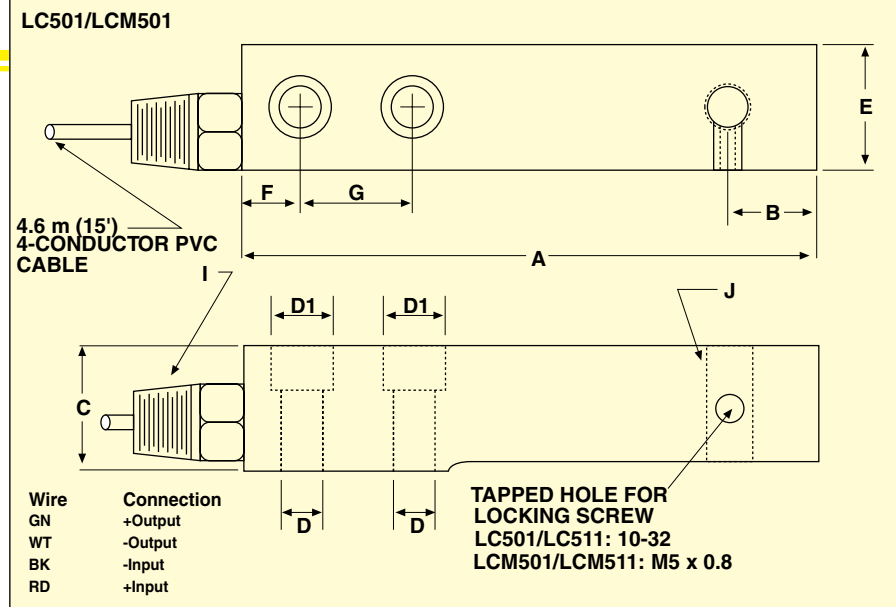 LC501/LCM501
E
F
G
B
4.6 m (15')
4-CONDUCTOR PVC
CABLE
A
I
D1
D1
J
C
Wire Connection
GN +Output
WT -Output
BK -Input
RD +Input
D
D
TAPPED HOLE FOR
LOCKING SCREW
LC501/LC511: 10-32
LCM501/LCM511: M5 x 0.8